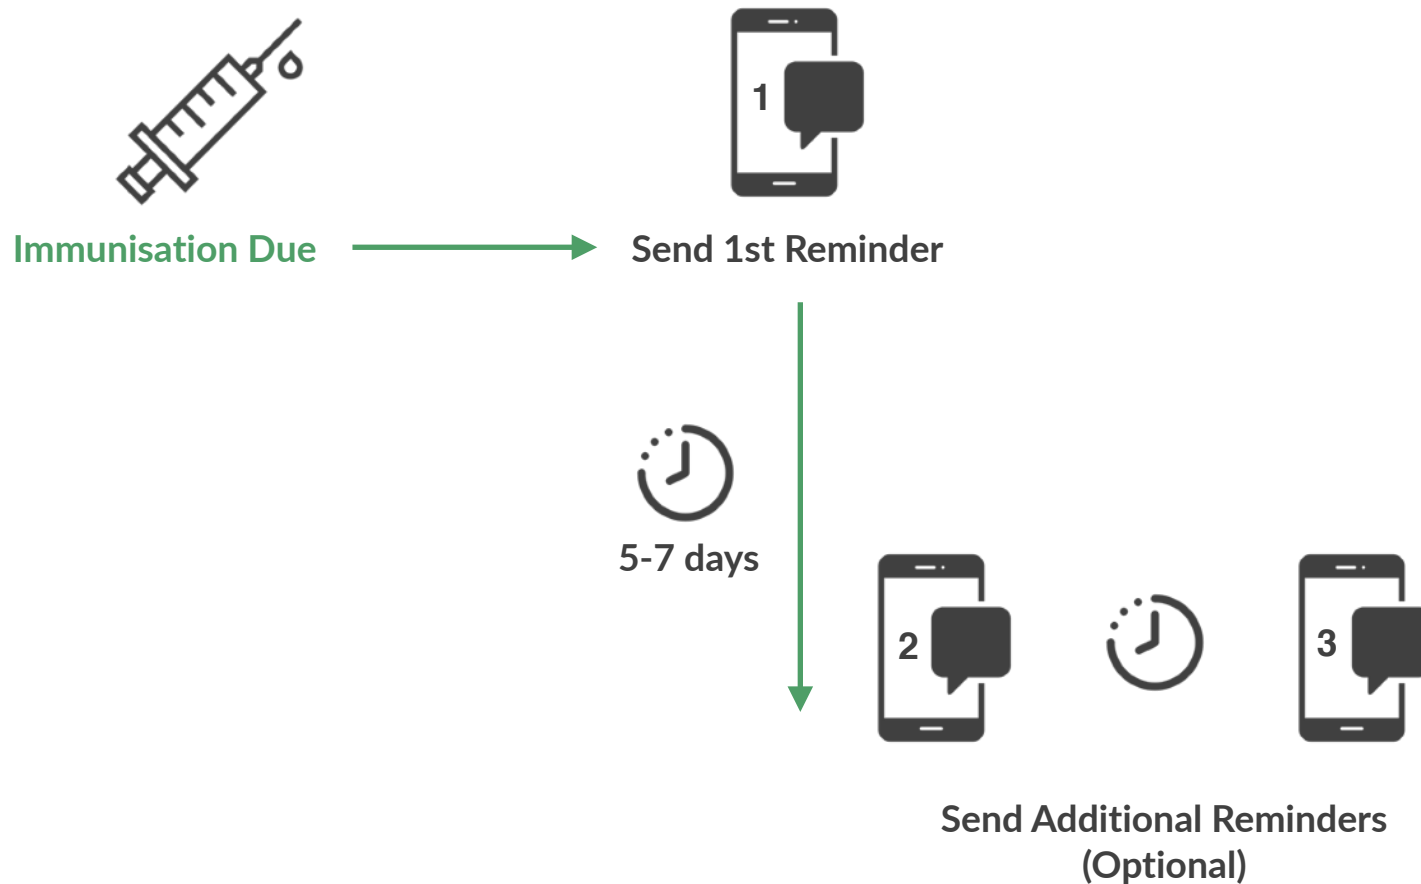 1
Immunisation Due
Send 1st Reminder
5-7 days
2
3
Send Additional Reminders
(Optional)